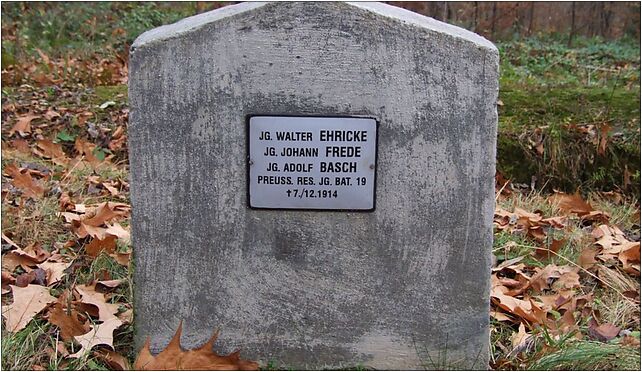 JG. WALTER EHRICKE
JG. JOHANN FREDE
JG. ADOLF BASCH
PREUSS. RES. JG. BAT. 19
†7./12.1914